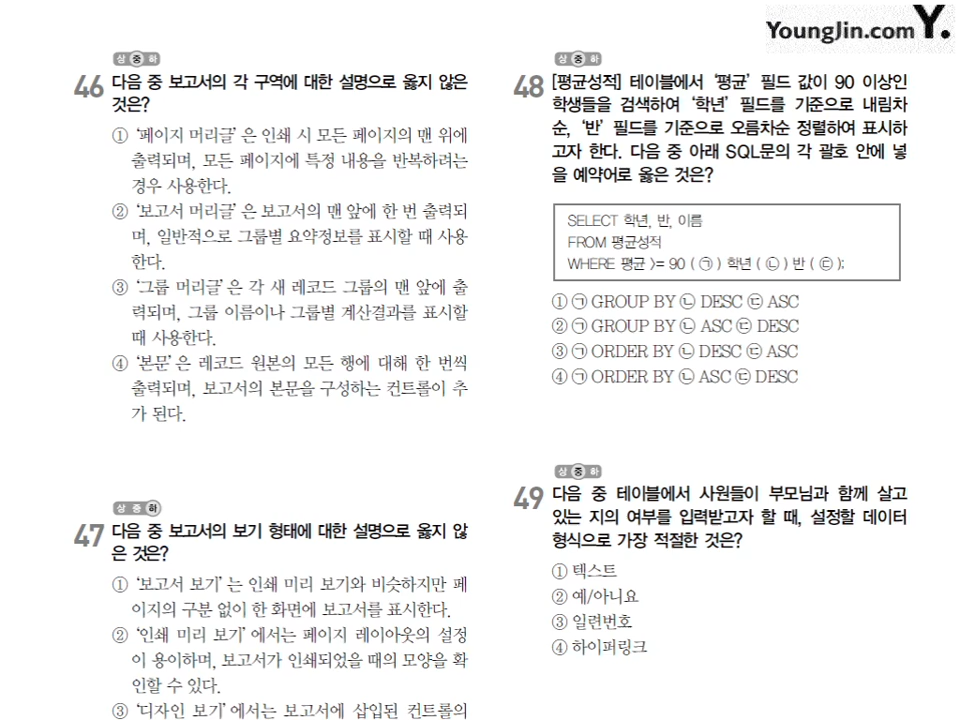 YoungJin.com Y.
상 중 하
46 다음 중 보고서의 각 구역에 대한 설명으로 옳지 않은
것은?
① ‘페이지 머리글’은 인쇄 시 모든 페이지의 맨 위에
출력되며, 모든 페이지에 특정 내용을 반복하려는
경우 사용한다.
② ‘보고서 머리글’은 보고서의 맨 앞에 한 번 출력되
며, 일반적으로 그룹별 요약정보를 표시할 때 사용
한다.
③ ‘그룹 머리글’은 각 새 레코드 그룹의 맨 앞에 출
력되며, 그룹 이름이나 그룹별 계산결과를 표시할
때 사용한다.
④ ‘본문’은 레코드 원본의 모든 행에 대해 한 번씩
출력되며, 보고서의 본문을 구성하는 컨트롤이 추
가 된다.
상 중 하
47 다음 중 보고서의 보기 형태에 대한 설명으로 옳지 않
은 것은?
① ‘보고서 보기’는 인쇄 미리 보기와 비슷하지만 페
이지의 구분 없이 한 화면에 보고서를 표시한다.
② ‘인쇄 미리 보기’에서는 페이지 레이아웃의 설정
이 용이하며, 보고서가 인쇄되었을 때의 모양을 확
인할 수 있다.
③ ‘디자인 보기’에서는 보고서에 삽입된 컨트롤의
상 중 하
48 [평균성적] 테이블에서 ‘평균’ 필드 값이 90 이상인
학생들을 검색하여 ‘학년’ 필드를 기준으로 내림차
순, ‘반’ 필드를 기준으로 오름차순 정렬하여 표시하
고자 한다. 다음 중 아래 SQL문의 각 괄호 안에 넣
을 예약어로 옳은 것은?
SELECT 학년, 반, 이름
FROM 평균성적
WHERE 평균 >= 90 ( ㉠ ) 학년 ( ㉡ ) 반 ( ㉢ );
① ㉠ GROUP BY ㉡ DESC ㉢ ASC
② ㉠ GROUP BY ㉡ ASC ㉢ DESC
③ ㉠ ORDER BY ㉡ DESC ㉢ ASC
④ ㉠ ORDER BY ㉡ ASC ㉢ DESC
상 중 하
49 다음 중 테이블에서 사원들이 부모님과 함께 살고
있는 지의 여부를 입력받고자 할 때, 설정할 데이터
형식으로 가장 적절한 것은?
① 텍스트
② 예/아니요
③ 일련번호
④ 하이퍼링크